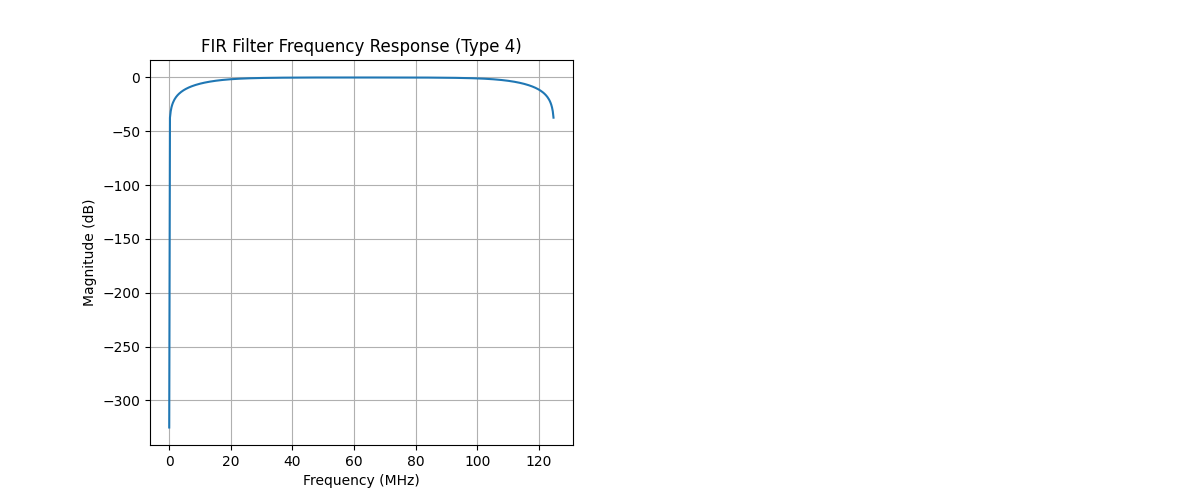 FIR Filter Frequency Response (Type 4)
0
−50
−100
−150
−200
−250
−300
Magnitude (dB)
0 20 40 60 80 100 120
Frequency (MHz)